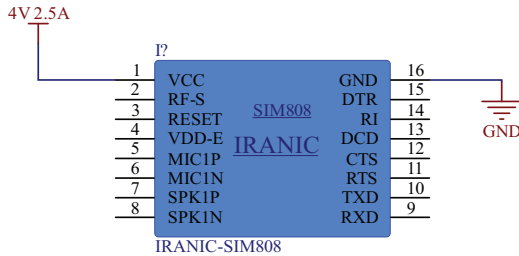 4V 2.5A
I?
1 VCC GND 16
2 RF-S DTR 15
3 RESET SIM808 RI 14
4 VDD-E IRANIC DCD 13
5 MIC1P CTS 12
6 MIC1N RTS 11
7 SPK1P TXD 10
8 SPK1N RXD 9
GND
IRANIC-SIM808